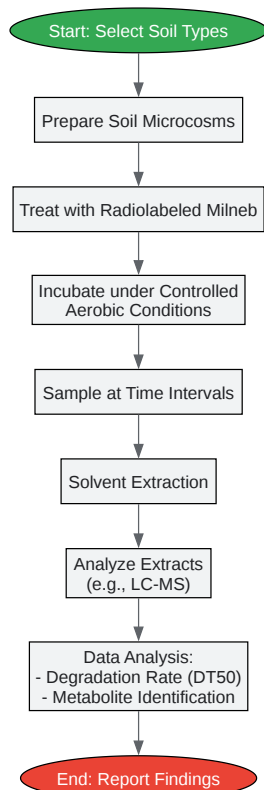 Start: Select Soil Types
Prepare Soil Microcosms
Treat with Radiolabeled Milneb
Incubate under Controlled
Aerobic Conditions
Sample at Time Intervals
Solvent Extraction
Analyze Extracts
(e.g., LC-MS)
Data Analysis:
- Degradation Rate (DT50)
- Metabolite Identification
End: Report Findings